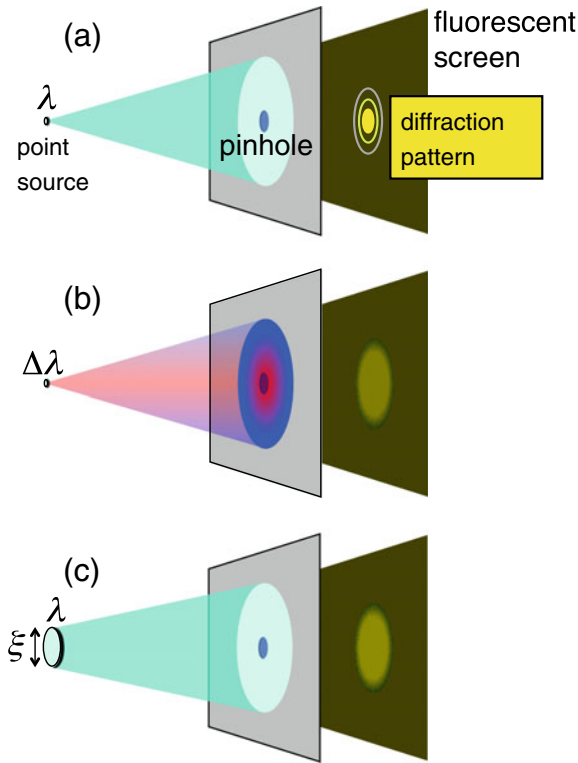 (a)
fluorescent
screen
λ
point
source
pinhole
diffraction
pattern
(b)
Δλ
(c)
λ
ξ